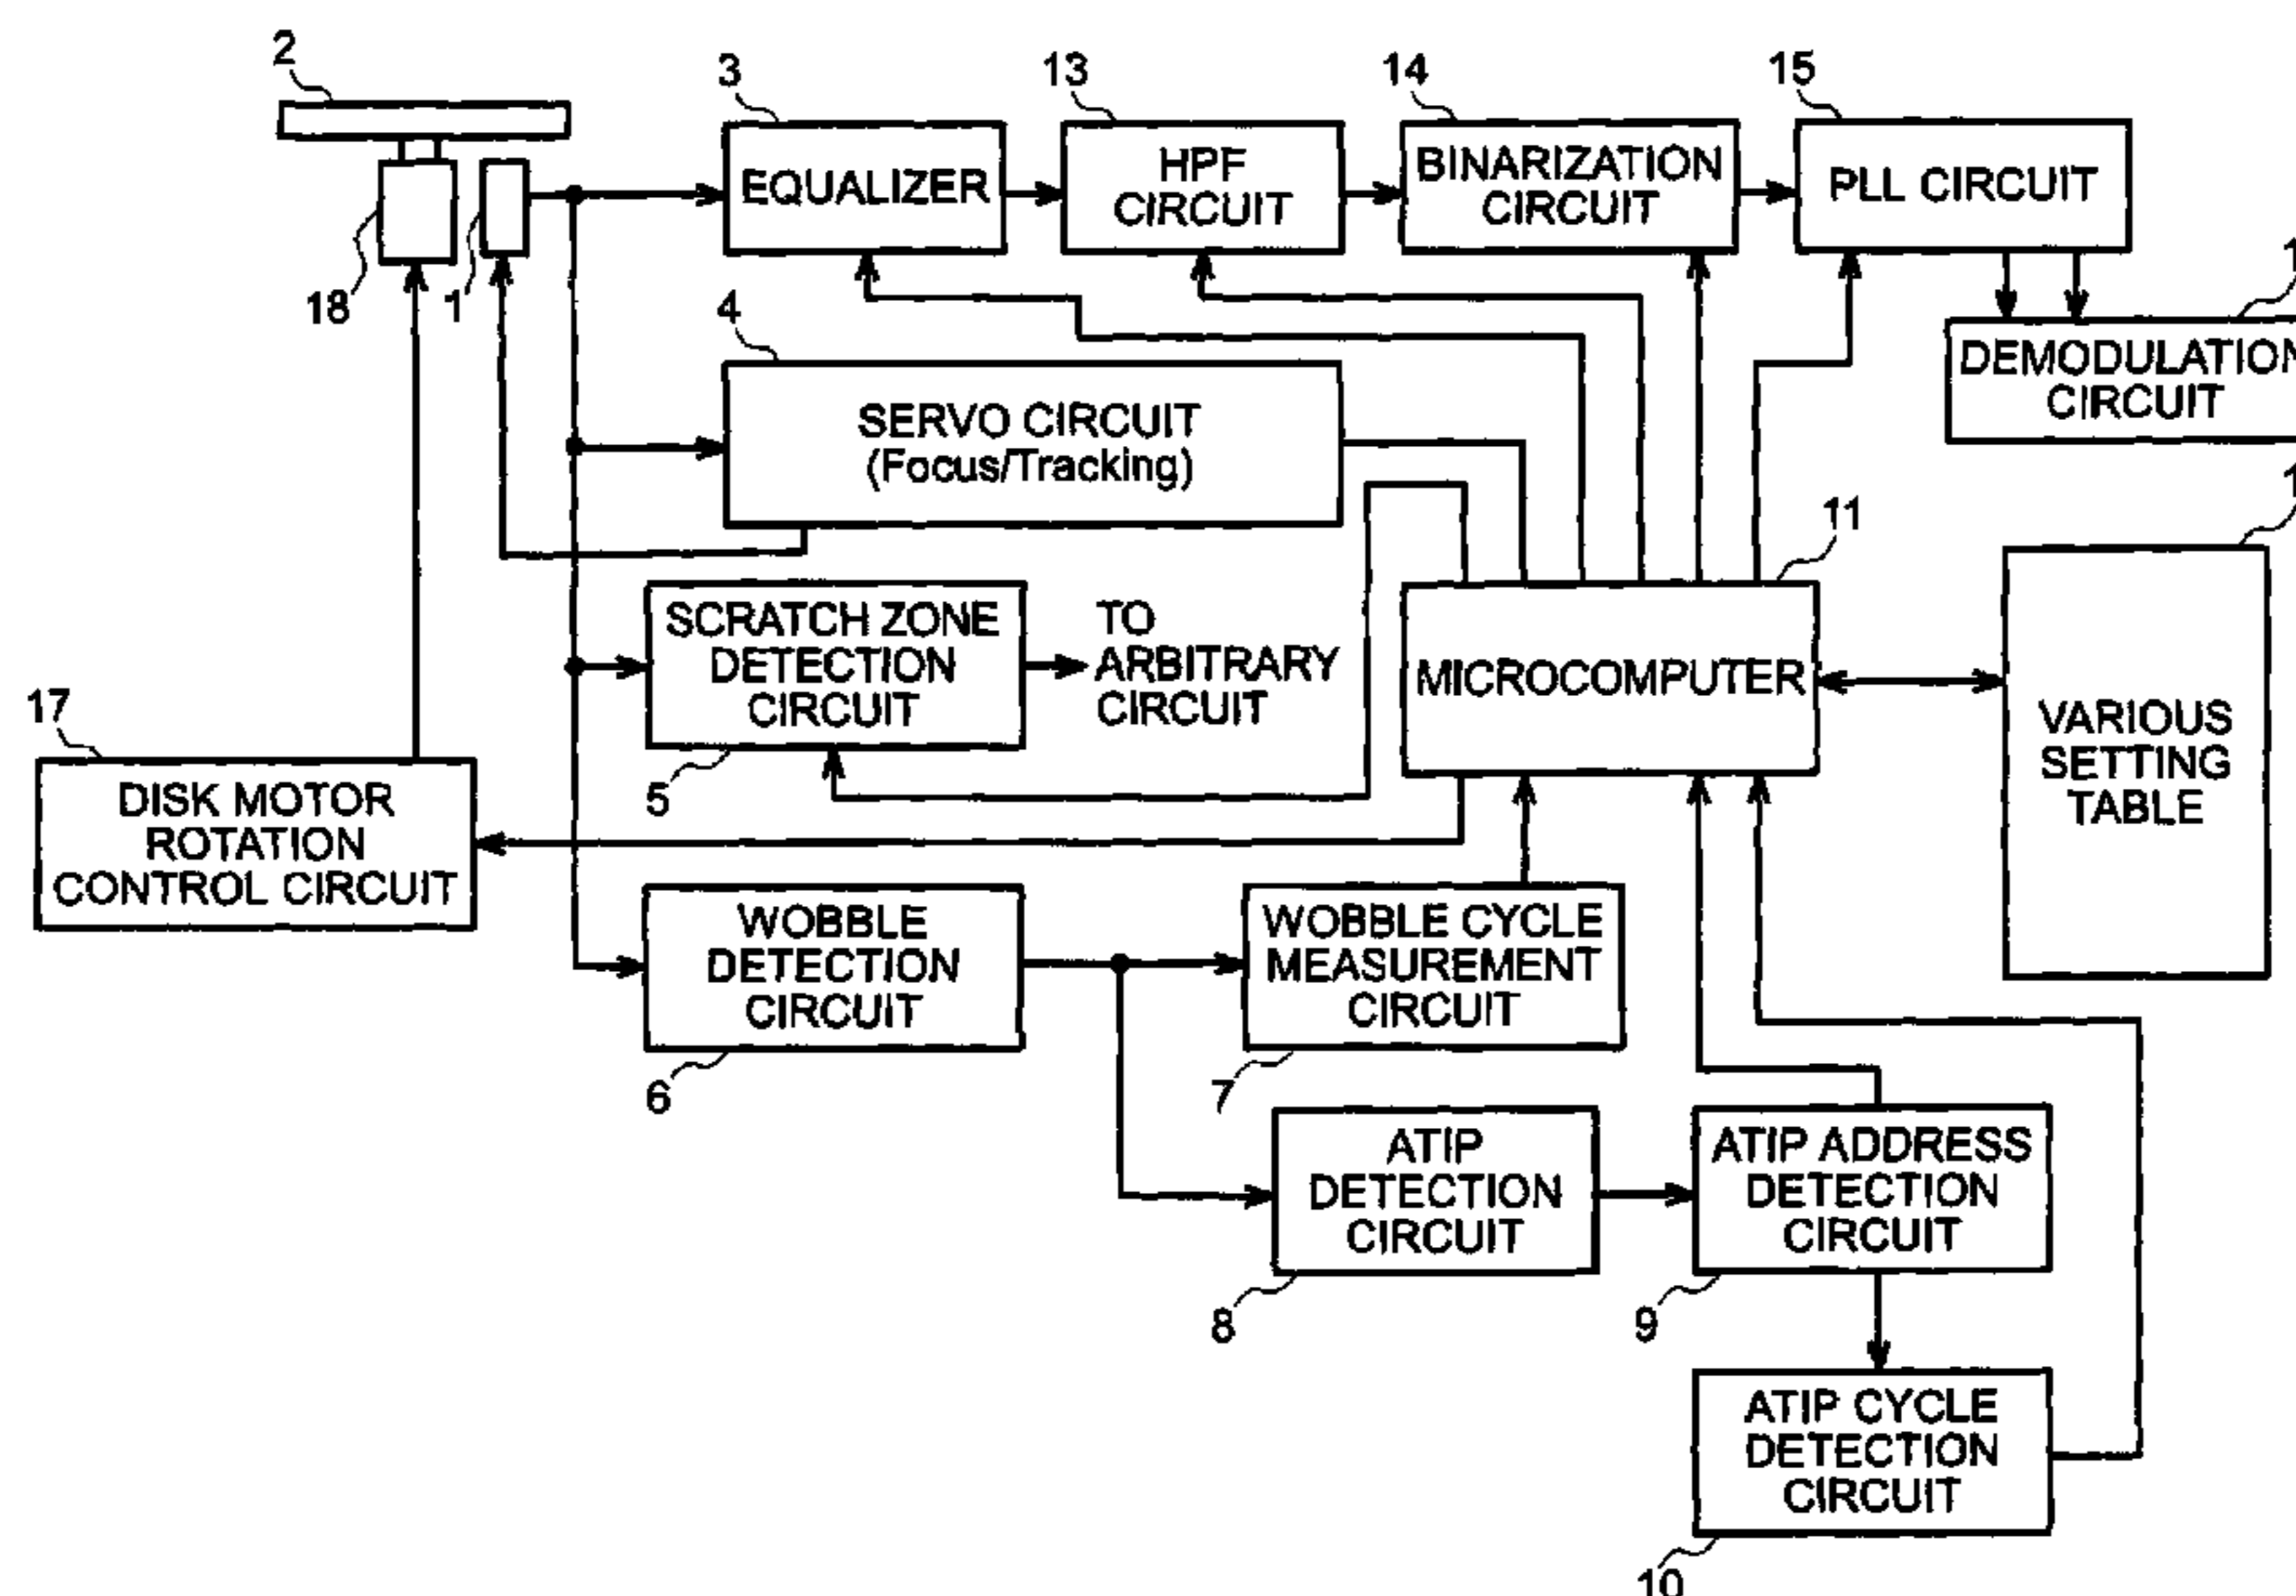 2
3
13
14
15
EQUALIZER
HPF
CIRCUIT
BINARIZATION
CIRCUIT
PLL CIRCUIT
18
1
4
DEMODULATION
CIRCUIT
SERVO CIRCUIT
(Focus/Tracking)
11
SCRATCH ZONE
DETECTION
CIRCUIT
TO
ARBITRARY
CIRCUIT
MICROCOMPUTER
VARIOUS
SETTING
TABLE
17
5
DISK MOTOR
ROTATION
CONTROL CIRCUIT
WOBBLE
DETECTION
CIRCUIT
WOBBLE CYCLE
MEASUREMENT
CIRCUIT
6
7
ATIP
DETECTION
CIRCUIT
ATIP ADDRESS
DETECTION
CIRCUIT
8
9
ATIP CYCLE
DETECTION
CIRCUIT
10